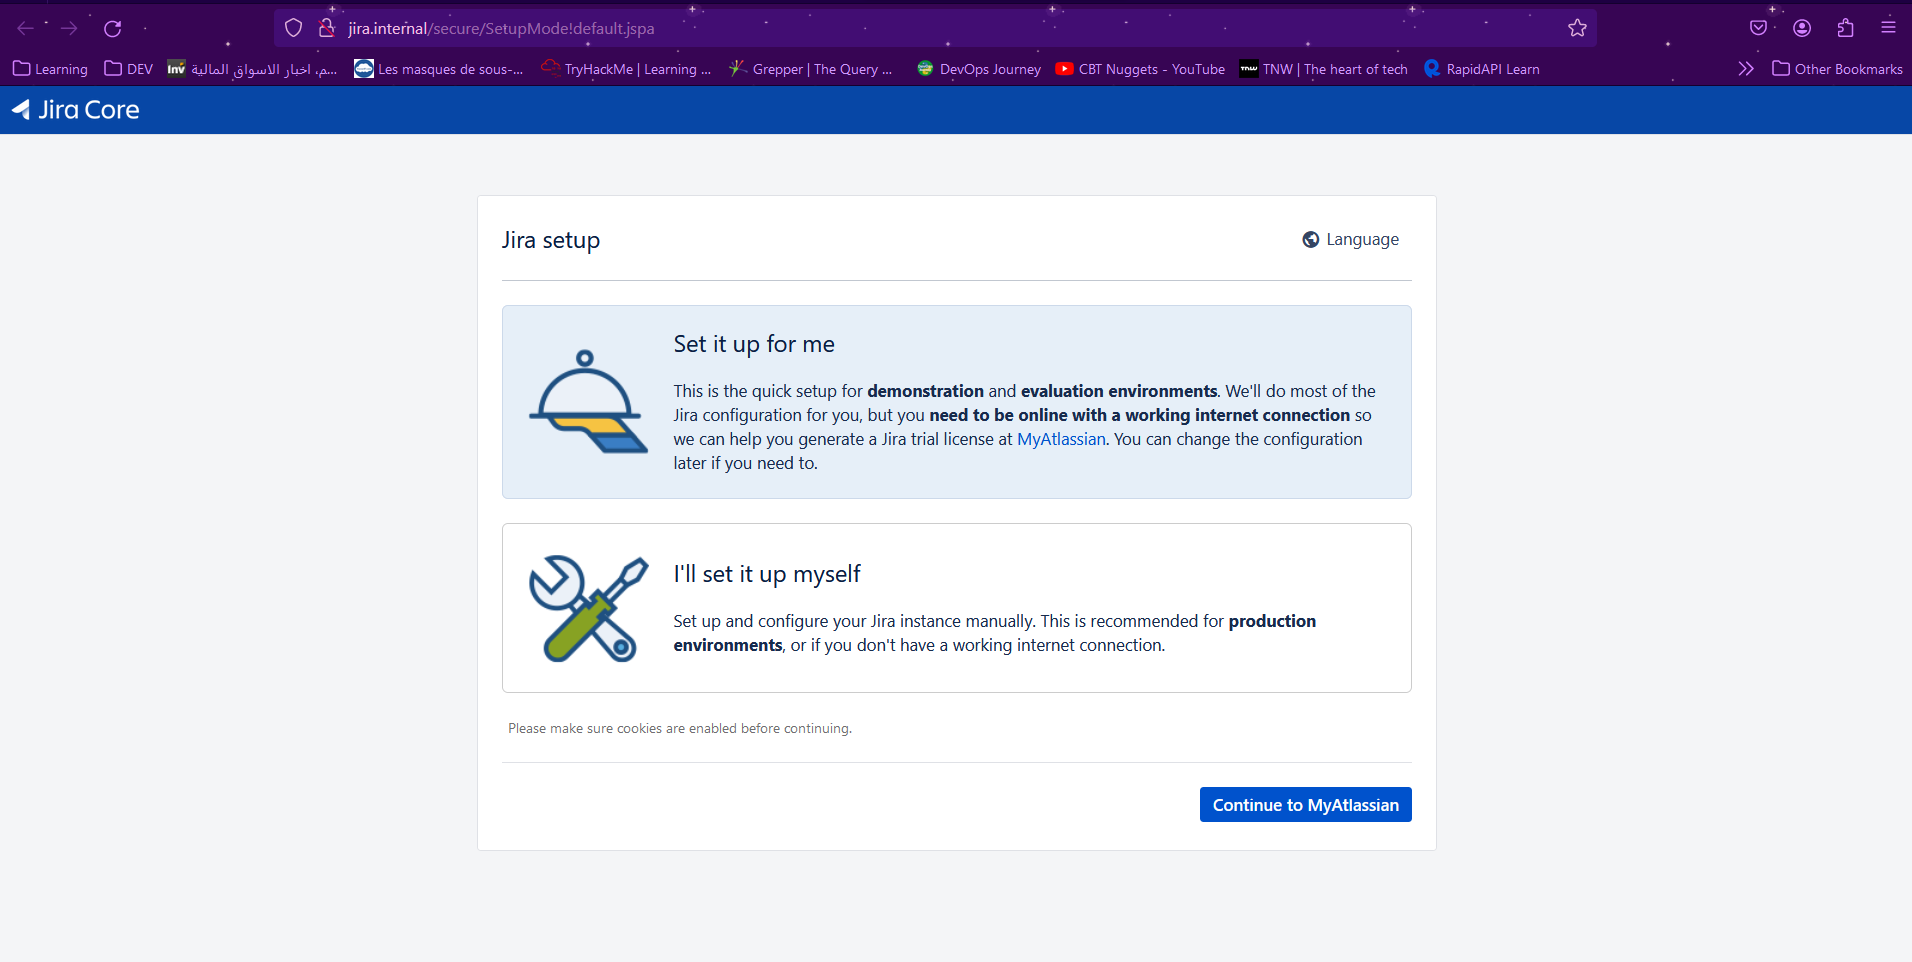 jira.internal/secure/SetupMode!default.jspa
Learning
DEV
Inv
م، اخبار الاسواق المالية...
Les masques de sous-...
TryHackMe | Learning ...
Grepper | The Query ...
DevOps Journey
CBT Nuggets - YouTube
TNW | The heart of tech
RapidAPI Learn
Other Bookmarks
Jira Core
Jira setup
Language
Set it up for me
This is the quick setup for demonstration and evaluation environments. We'll do most of the
Jira configuration for you, but you need to be online with a working internet connection so
we can help you generate a Jira trial license at MyAtlassian. You can change the configuration
later if you need to.
I'll set it up myself
Set up and configure your Jira instance manually. This is recommended for production
environments, or if you don't have a working internet connection.
Please make sure cookies are enabled before continuing.
Continue to MyAtlassian